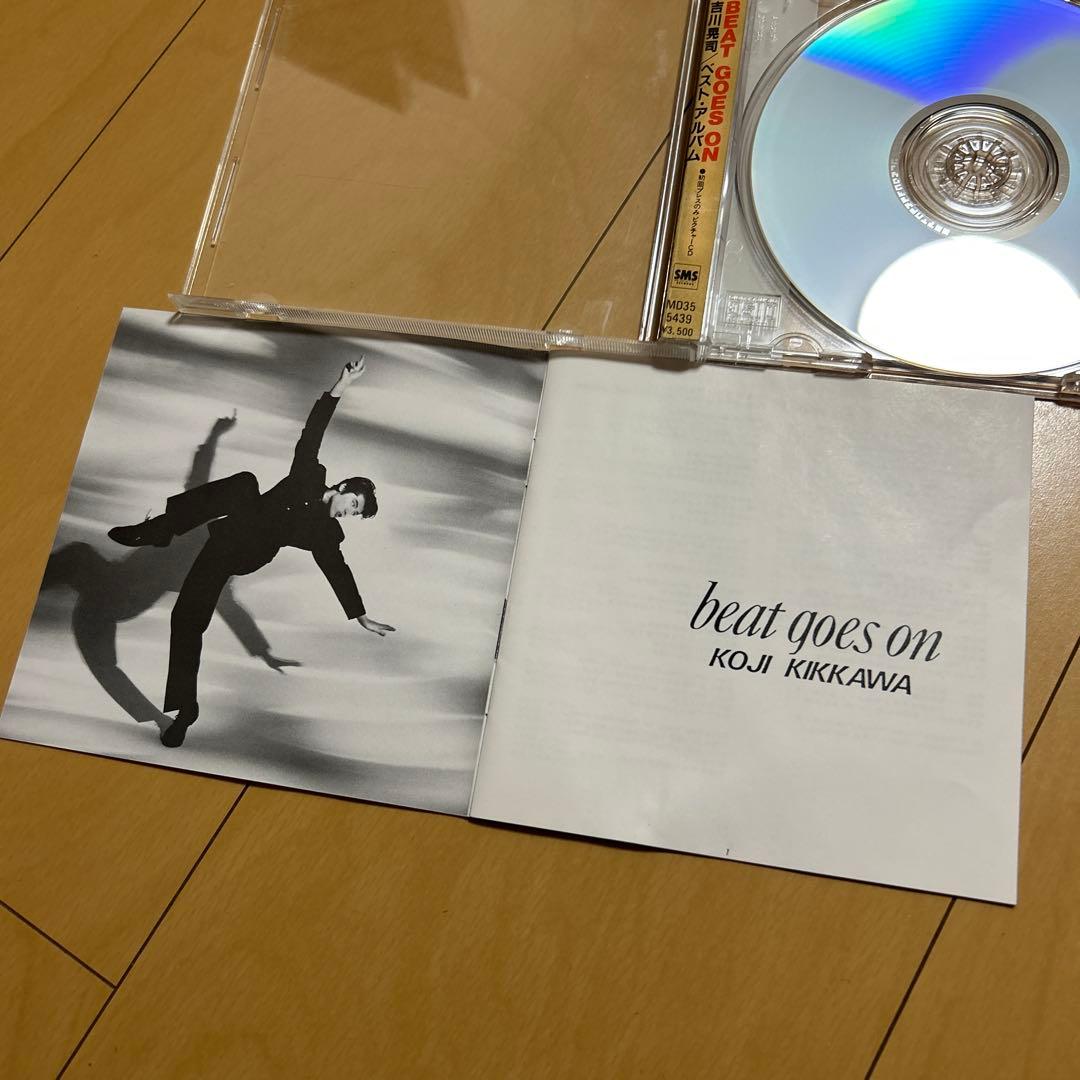 BEAT GOES ON
吉川晃司／ベスト・アルバム
●初回プレスのみピクチャーCD
SMS
RECORDS
MD35
5439
¥3,500
beat goes on
KOJI KIKKAWA
1